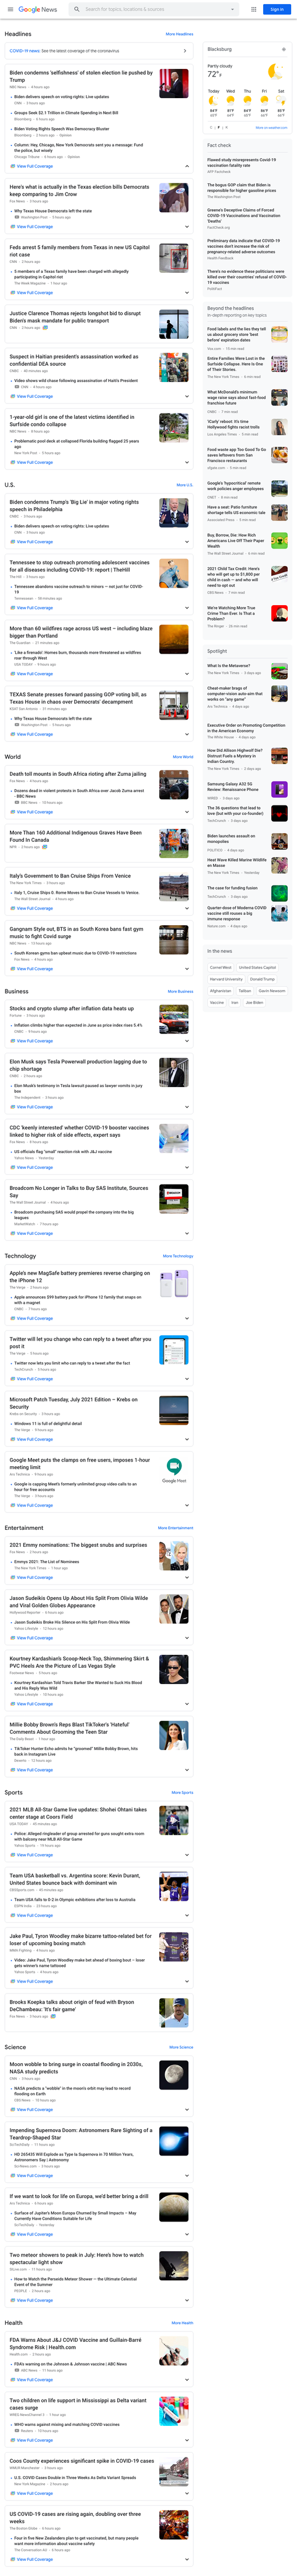 Google News
Search for topics, locations & sources
Sign in
Headlines
More Headlines
COVID-19 news: See the latest coverage of the coronavirus
Biden condemns 'selfishness' of stolen election lie pushed by
Trump
NBC News · 4 hours ago
Biden delivers speech on voting rights: Live updates
CNN · 3 hours ago
Groups Seek $2.1 Trillion in Climate Spending in Next Bill
Bloomberg · 6 hours ago
Biden Voting Rights Speech Was Democracy Bluster
Bloomberg · 2 hours ago · Opinion
Column: Hey, Chicago, New York Democrats sent you a message: Fund
the police, but wisely
Chicago Tribune · 8 hours ago · Opinion
View Full Coverage
Here's what is actually in the Texas election bills Democrats
keep comparing to Jim Crow
Fox News · 3 hours ago
Why Texas House Democrats left the state
Washington Post · 5 hours ago
View Full Coverage
Feds arrest 5 family members from Texas in new US Capitol
riot case
CNN · 2 hours ago
5 members of a Texas family have been charged with allegedly
participating in Capitol riot
The Week Magazine · 1 hour ago
View Full Coverage
Justice Clarence Thomas rejects longshot bid to disrupt
Biden's mask mandate for public transport
CNN · 2 hours ago
Suspect in Haitian president's assassination worked as
confidential DEA source
CNBC · 46 minutes ago
Video shows wild chase following assassination of Haiti's President
CNN · 4 hours ago
View Full Coverage
1-year-old girl is one of the latest victims identified in
Surfside condo collapse
NBC News · 9 hours ago
Problematic pool deck at collapsed Florida building flagged 25 years
ago
New York Post · 5 hours ago
View Full Coverage
U.S.
More U.S.
Biden condemns Trump's 'Big Lie' in major voting rights
speech in Philadelphia
CNBC · 3 hours ago
Biden delivers speech on voting rights: Live updates
CNN · 3 hours ago
View Full Coverage
Tennessee to stop outreach promoting adolescent vaccines
for all diseases including COVID-19: report | TheHill
The Hill · 3 hours ago
Tennessee abandons vaccine outreach to minors — not just for COVID-
19
View Full Coverage
More than 60 wildfires rage across US west — including blaze
bigger than Portland
The Guardian · 21 minutes ago
'Like a firenado': Homes burn, thousands more threatened as wildfires
roar through West
USA TODAY · 9 hours ago
View Full Coverage
TEXAS Senate passes forward passing GOP voting bill, as
Texas House in chaos over Democrats' decampment
Why Texas House Democrats left the state
Washington Post · 5 hours ago
View Full Coverage
World
More World
Death toll mounts in South Africa rioting after Zuma jailing
Fox News · 4 hours ago
Dozens dead in violent protests in South Africa over Jacob Zuma arrest
- BBC News
BBC News · 10 hours ago
View Full Coverage
More Than 160 Additional Indigenous Graves Have Been
Found In Canada
NPR · 2 hours ago
View Full Coverage
Italy's Government to Ban Cruise Ships From Venice
The New York Times · 5 hours ago
Italy 1, Cruise Ships 0: Rome Moves to Ban Cruise Vessels to Venice.
The Wall Street Journal · 4 hours ago
View Full Coverage
Gangnam Style out, BTS in as South Korea bans fast gym
music to fight Covid surge
NBC News · 13 hours ago
South Korean gyms ban upbeat music due to COVID-19 restrictions
Fox News · 4 hours ago
View Full Coverage
Business
More Business
Stocks and crypto slump after inflation data heats up
Fortune · 3 hours ago
Inflation climbs higher than expected in June as price index rises 5.4%
CNBC · 9 hours ago
View Full Coverage
Elon Musk says Tesla Powerwall production lagging due to
chip shortage
CNBC · 2 hours ago
Elon Musk's testimony in Tesla lawsuit paused as lawyer vomits in jury
box
The Independent · 3 hours ago
View Full Coverage
CDC 'keenly interested' whether COVID-19 booster vaccines
linked to higher risk of side effects, expert says
Fox News · 6 hours ago
US officials flag "small" reaction risk with J&J vaccine
Yahoo News · Yesterday
View Full Coverage
Broadcom No Longer in Talks to Buy SAS Institute, Sources
Say
The Wall Street Journal · 4 hours ago
Broadcom purchasing SAS would propel the company into the big
leagues
MarketWatch · 7 hours ago
View Full Coverage
Technology
More Technology
Apple's new MagSafe battery premieres reverse charging on
the iPhone 12
The Verge · 2 hours ago
Apple announces $99 battery pack for iPhone 12 family that snaps on
with a magnet
CNBC · 7 hours ago
View Full Coverage
Twitter will let you change who can reply to a tweet after you
post it
The Verge · 5 hours ago
Twitter now lets you limit who can reply to a tweet after the fact
TechCrunch · 5 hours ago
View Full Coverage
Microsoft Patch Tuesday, July 2021 Edition – Krebs on
Security
Krebs on Security · 3 hours ago
Windows 11 is full of delightful detail
The Verge · 9 hours ago
View Full Coverage
Google Meet puts the clamps on free users, imposes 1-hour
meeting limit
Ars Technica · 9 hours ago
Google is capping Meet's formerly unlimited group video calls to an
hour for free accounts
The Verge · 9 hours ago
View Full Coverage
Google Meet
Entertainment
More Entertainment
2021 Emmy nominations: The biggest snubs and surprises
Fox News · 2 hours ago
Emmys 2021: The List of Nominees
The New York Times · 1 hour ago
View Full Coverage
Jason Sudeikis Opens Up About His Split From Olivia Wilde
and Viral Golden Globes Appearance
Hollywood Reporter · 6 hours ago
Jason Sudeikis Broke His Silence on His Split From Olivia Wilde
Yahoo Lifestyle · 12 hours ago
View Full Coverage
Kourtney Kardashian's Scoop-Neck Top, Shimmering Skirt &
PVC Heels Are the Picture of Las Vegas Style
Footwear News · 5 hours ago
Kourtney Kardashian Told Travis Barker She Wanted to Suck His Blood
and His Reply Was Wild
Yahoo Lifestyle · 10 hours ago
View Full Coverage
Millie Bobby Brown's Reps Blast TikToker's 'Hateful'
Comments About Grooming the Teen Star
The Daily Beast · 1 hour ago
TikToker Hunter Echo admits he "groomed" Millie Bobby Brown, hits
back in Instagram Live
Dexerto · 12 hours ago
View Full Coverage
Sports
More Sports
2021 MLB All-Star Game live updates: Shohei Ohtani takes
center stage at Coors Field
USA TODAY · 43 minutes ago
Police: Alleged ringleader of group arrested for guns sought extra room
with balcony near MLB All-Star Game
Yahoo Sports · 19 hours ago
View Full Coverage
Team USA basketball vs. Argentina score: Kevin Durant,
United States bounce back with dominant win
CBSSports.com · 42 minutes ago
Team USA falls to 0-2 in Olympic exhibitions after loss to Australia
ESPN India · 23 hours ago
View Full Coverage
Jake Paul, Tyron Woodley make bizarre tattoo-related bet for
loser of upcoming boxing match
MMA Fighting · 4 hours ago
Video: Jake Paul, Tyron Woodley make bet ahead of boxing bout – loser
gets winner's name tattooed
Yahoo Sports · 4 hours ago
View Full Coverage
Brooks Koepka talks about origin of feud with Bryson
DeChambeau: 'It's fair game'
Fox News · 5 hours ago
Science
More Science
Moon wobble to bring surge in coastal flooding in 2030s,
NASA study predicts
CNN · 3 hours ago
NASA predicts a "wobble" in the moon's orbit may lead to record
flooding on Earth
CBS News · 10 hours ago
View Full Coverage
Impending Supernova Doom: Astronomers Rare Sighting of a
Teardrop-Shaped Star
SciTechDaily · 11 hours ago
HD 265435 Will Explode as Type Ia Supernova in 70 Million Years,
Astronomers Say | Astronomy
Sci-News.com · 3 hours ago
View Full Coverage
If we want to look for life on Europa, we'd better bring a drill
Ars Technica · 4 hours ago
Surface of Jupiter's Moon Europa Churned by Small Impacts – May
Currently Have Conditions Suitable for Life
SciTechDaily · Yesterday
View Full Coverage
Two meteor showers to peak in July: Here's how to watch
spectacular light show
AL.com · 11 hours ago
How to Watch the Perseids Meteor Shower — the Ultimate Celestial
Event of the Summer
PEOPLE · 2 hours ago
View Full Coverage
Health
More Health
FDA Warns About J&J COVID Vaccine and Guillain-Barré
Syndrome Risk | Health.com
Health.com · 2 hours ago
FDA's warning on the Johnson & Johnson vaccine | ABC News
ABC News · 11 hours ago
View Full Coverage
Two children on life support in Mississippi as Delta variant
cases surge
WREG NewsChannel 3 · 1 hour ago
WHO warns against mixing and matching COVID vaccines
Reuters · 10 hours ago
View Full Coverage
Coos County experiences significant spike in COVID-19 cases
WMUR Manchester · 3 hours ago
U.S. COVID Cases Double in Three Weeks As Delta Variant Spreads
New York Magazine · 2 hours ago
View Full Coverage
US COVID-19 cases are rising again, doubling over three
weeks
The Boston Globe · 6 hours ago
Four in five New Zealanders plan to get vaccinated, but many people
want more information about vaccine safety
The Conversation AU · 6 hours ago
View Full Coverage
Blacksburg
Partly cloudy
72°F
Today Wed Thu Fri Sat
C | F | K
More on weather.com
Fact check
Flawed study misrepresents Covid-19
vaccination fatality rate
AFP Factcheck
The bogus GOP claim that Biden is
responsible for higher gasoline prices
The Washington Post
Greene's Deceptive Claims of Forced
COVID-19 Vaccinations and Vaccination
'Deaths'
FactCheck.org
Preliminary data indicate that COVID-19
vaccines don't increase the risk of
pregnancy-related adverse outcomes
Health Feedback
There's no evidence these politicians were
killed over their countries' refusal of COVID-
19 vaccines
PolitiFact
Beyond the headlines
In-depth reporting on key topics
Food labels and the lies they tell
us about grocery store 'best
before' expiration dates
Vox.com · 15 min read
Entire Families Were Lost in the
Surfside Collapse. Here Is One
of Their Stories.
The New York Times · 6 min read
What McDonald's minimum
wage raise says about fast-food
franchise future
CNBC · 7 min read
'Curly' reboot: It's time
Hollywood fights racist trolls
Los Angeles Times · 5 min read
Food waste app Too Good To Go
saves leftovers from San
Francisco restaurants
sfgate.com · 5 min read
Google's 'hypocritical' remote
work policies anger employees
CNET · 8 min read
Have a seat: Patio furniture
shortage tells US economic tale
Associated Press · 5 min read
Buy, Borrow, Die: How Rich
Americans Live Off Their Paper
Wealth
The Wall Street Journal · 6 min read
2021 Child Tax Credit: Here's
who will get up to $1,800 per
child in cash — and who will
need to opt out
CBS News · 7 min read
We're Watching More True
Crime Than Ever. Is That a
Problem?
The Ringer · 26 min read
Spotlight
What Is the Metaverse?
The New York Times · 5 days ago
Cheat-maker brags of
computer-vision auto-aim that
works on "any game"
Ars Technica · 6 days ago
Executive Order on Promoting Competition
in the American Economy
The White House · 4 days ago
How Did Allison Highwolf Die?
Distrust Fuels a Mystery in
Indian Country.
The New York Times · 2 days ago
Samsung Galaxy A32 5G
Review: Renaissance Phone
WIRED · 3 days ago
The 36 questions that lead to
love (but with your co-founder)
TechCrunch · 5 days ago
Biden launches assault on
monopolies
POLITICO · 4 days ago
Heat Wave Killed Marine Wildlife
en Masse
The New York Times · Yesterday
The case for funding fusion
TechCrunch · 3 days ago
Quarter-dose of Moderna COVID
vaccine still rouses a big
immune response
Nature.com · 4 days ago
In the news
Cornel West
United States Capitol
Harvard University
Donald Trump
Afghanistan
Taliban
Gavin Newsom
Vaccine
Iran
Joe Biden